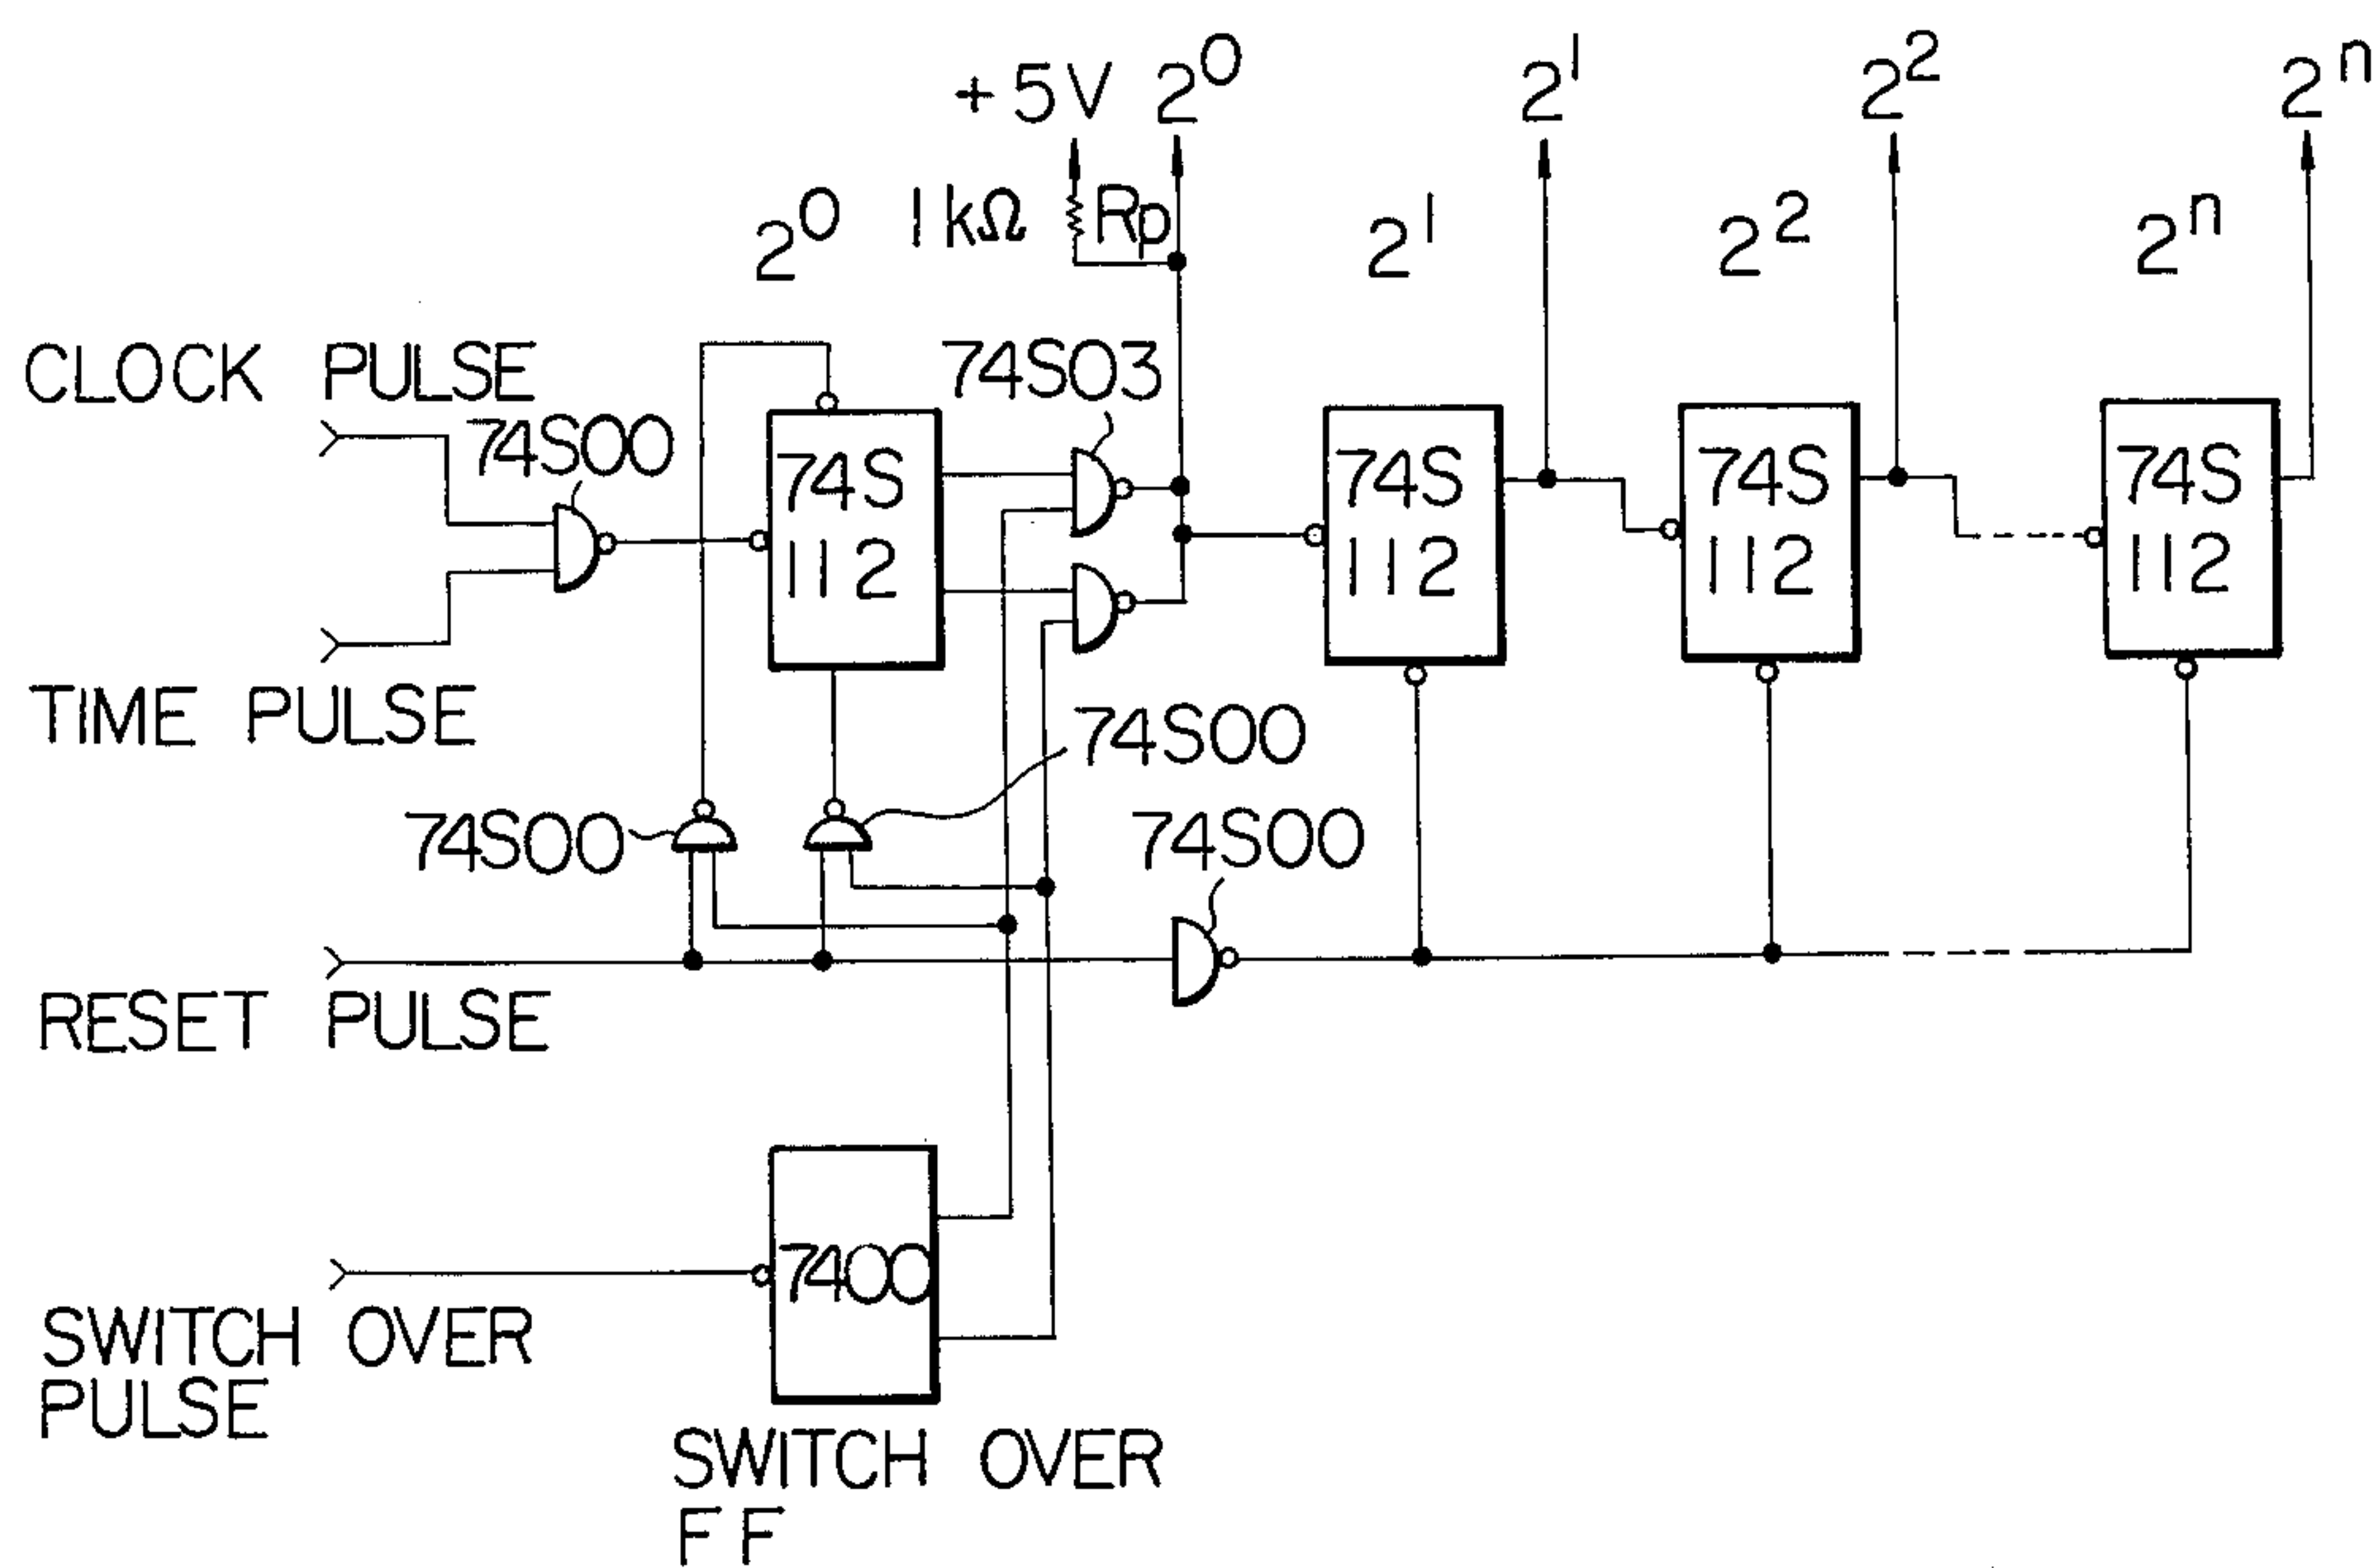 +5V 2⁰ 2¹ 2² 2ⁿ
2⁰ 1kΩ Rp 2¹ 2² 2ⁿ
CLOCK PULSE
74S00
74S03
74S
112
74S
112
74S
112
74S
112
TIME PULSE
74S00
74S00
74S00
RESET PULSE
7400
SWITCH OVER
PULSE
SWITCH OVER
FF